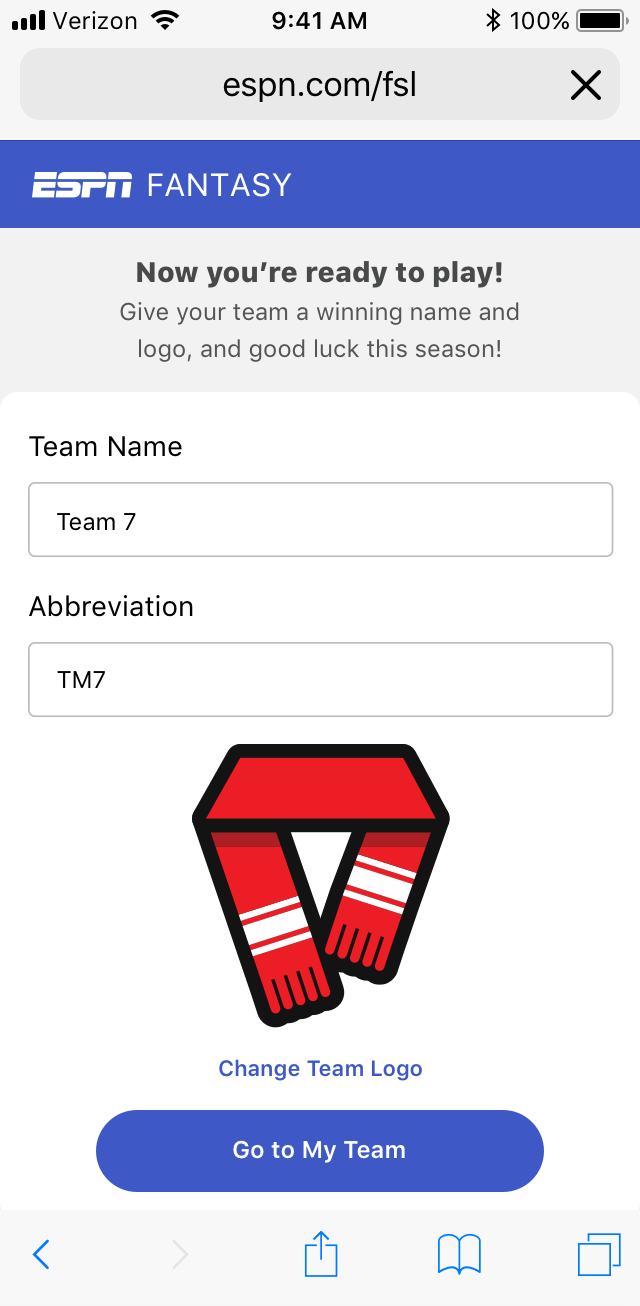 Verizon 9:41 AM 100%
espn.com/fsl
ESPN FANTASY
Now you’re ready to play!
Give your team a winning name and
logo, and good luck this season!
Team Name
Team 7
Abbreviation
TM7
Change Team Logo
Go to My Team